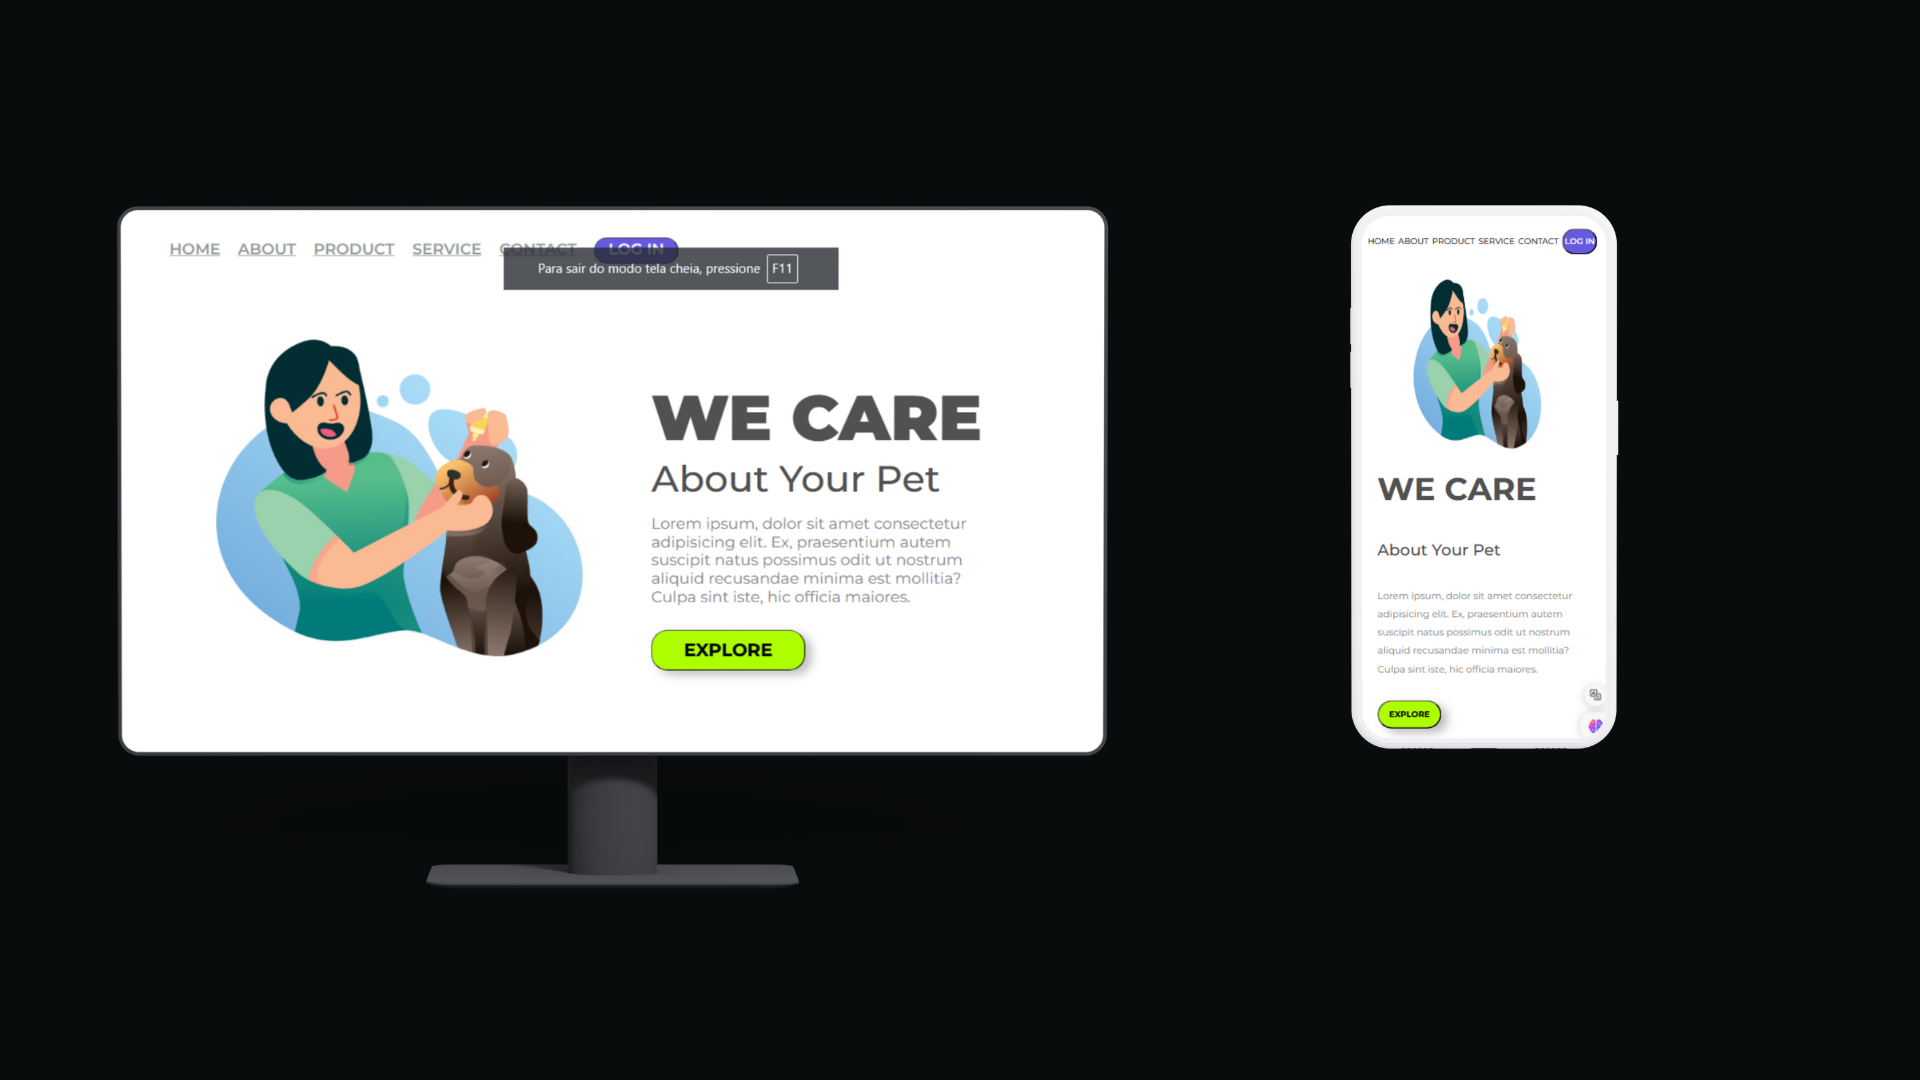 HOME ABOUT PRODUCT SERVICE CONTACT LOG IN
Para sair do modo tela cheia, pressione F11
WE CARE
About Your Pet
Lorem ipsum, dolor sit amet consectetur
adipisicing elit. Ex, praesentium autem
suscipit natus possimus odit ut nostrum
aliquid recusandae minima est mollitia?
Culpa sint iste, hic officia maiores.
EXPLORE
HOME ABOUT PRODUCT SERVICE CONTACT LOG IN
WE CARE
About Your Pet
Lorem ipsum, dolor sit amet consectetur
adipisicing elit. Ex, praesentium autem
suscipit natus possimus odit ut nostrum
aliquid recusandae minima est mollitia?
Culpa sint iste, hic officia maiores.
EXPLORE